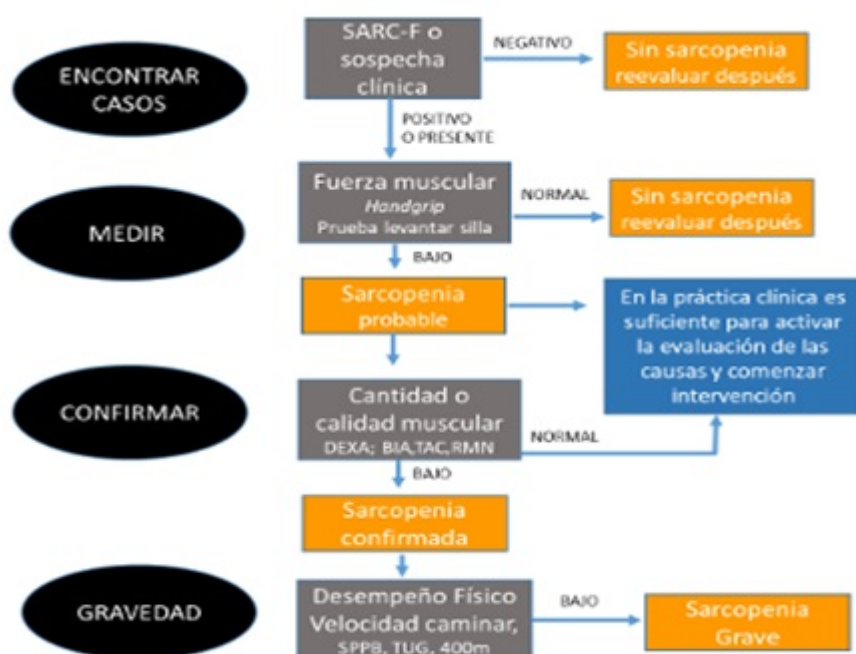 SARC-F o
sospecha
clínica
NEGATIVO
Sin sarcopenia
reevaluar después
ENCONTRAR
CASOS
POSITIVO
O PRESENTE
Fuerza muscular
Handgrip
Prueba levantar silla
NORMAL
Sin sarcopenia
reevaluar después
MEDIR
BAJO
Sarcopenia
probable
En la práctica clínica es
suficiente para activar
la evaluación de las
causas y comenzar
intervención
CONFIRMAR
Cantidad o
calidad muscular
DEXA; BIA,TAC,RMN
NORMAL
BAJO
Sarcopenia
confirmada
GRAVEDAD
Desempeño Físico
Velocidad caminar,
SPPB, TUG, 400m
BAJO
Sarcopenia
Grave